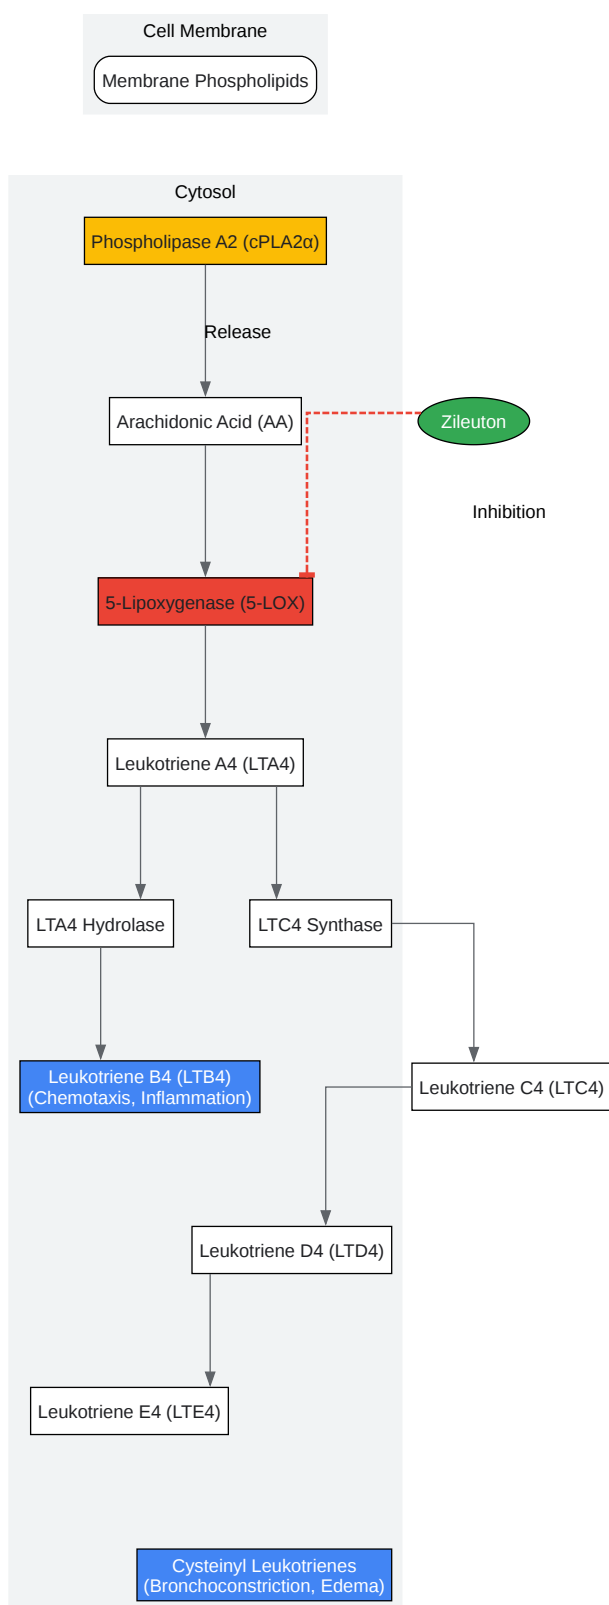 Cell Membrane
Membrane Phospholipids
Cytosol
Phospholipase A2 (cPLA2α)
Release
Arachidonic Acid (AA)
Zileuton
Inhibition
5-Lipoxygenase (5-LOX)
Leukotriene A4 (LTA4)
LTA4 Hydrolase
LTC4 Synthase
Leukotriene B4 (LTB4)
(Chemotaxis, Inflammation)
Leukotriene C4 (LTC4)
Leukotriene D4 (LTD4)
Leukotriene E4 (LTE4)
Cysteinyl Leukotrienes
(Bronchoconstriction, Edema)